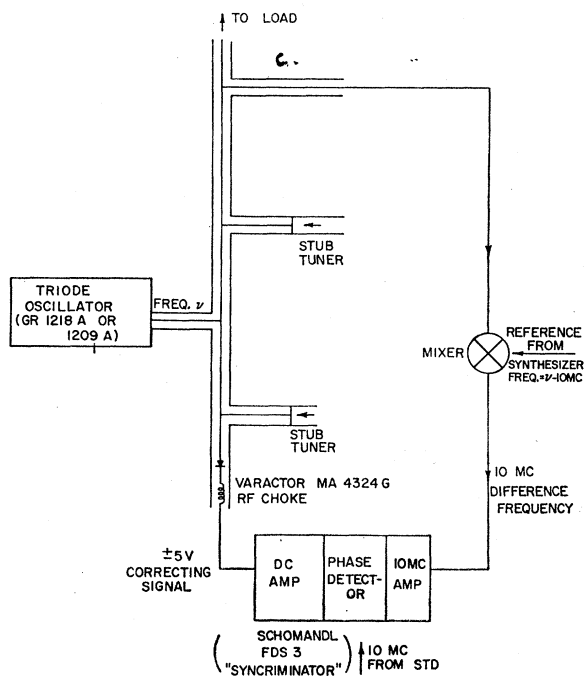 TO LOAD
C.
STUB
TUNER
TRIODE
OSCILLATOR
(GR 1218 A OR
1209 A)
FREQ. ν
MIXER
REFERENCE
FROM
SYNTHESIZER
FREQ.=ν-10MC
STUB
TUNER
VARACTOR MA 4324 G
RF CHOKE
10 MC
DIFFERENCE
FREQUENCY
±5V
CORRECTING
SIGNAL
DC
AMP
PHASE
DETECT-
OR
10MC
AMP
(SCHOMANDL
FDS 3
"SYNCRIMINATOR")
10 MC
FROM STD